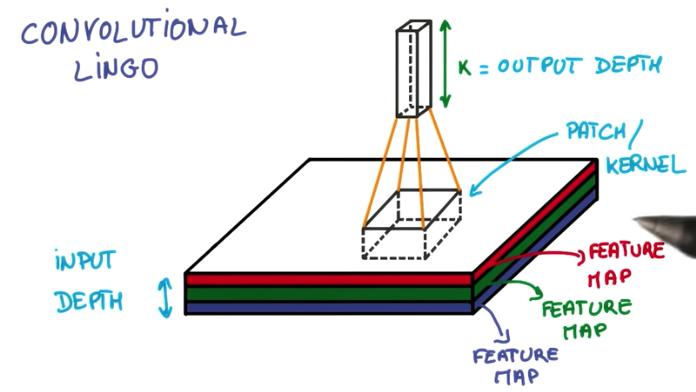 CONVOLUTIONAL
LINGO
K = OUTPUT DEPTH
PATCH/
KERNEL
INPUT
DEPTH
FEATURE
MAP
FEATURE
MAP
FEATURE
MAP